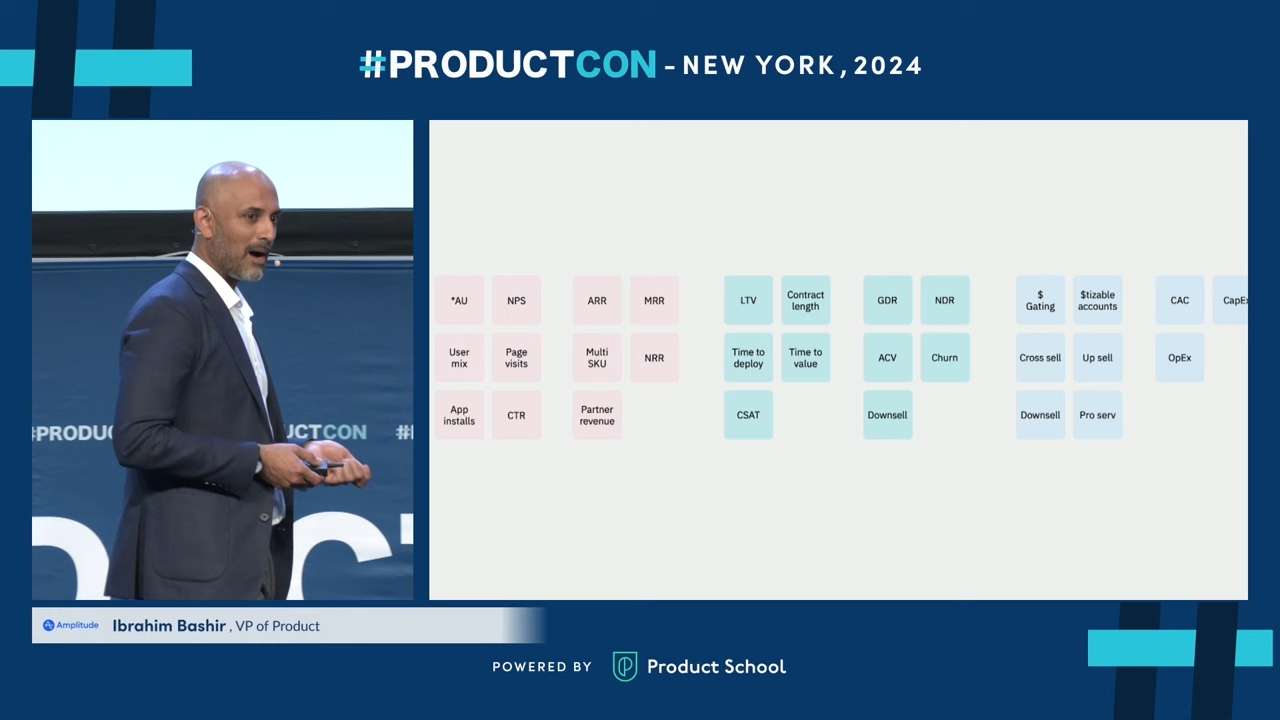 #PRODUCTCON - NEW YORK, 2024
#PRODUC
UCTCON
#
*AU
NPS
ARR
MRR
LTV
Contract
length
GDR
NDR
$
Gating
$tizable
accounts
CAC
CapEx
User
mix
Page
visits
Multi
SKU
NRR
Time to
deploy
Time to
value
ACV
Churn
Cross sell
Up sell
OpEx
App
installs
CTR
Partner
revenue
CSAT
Downsell
Downsell
Pro serv
Amplitude
Ibrahim Bashir, VP of Product
POWERED BY
Product School